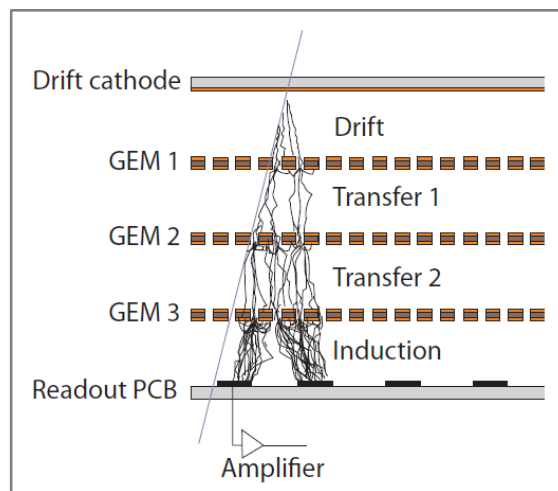 Drift cathode
Drift
GEM 1
Transfer 1
GEM 2
Transfer 2
GEM 3
Induction
Readout PCB
Amplifier